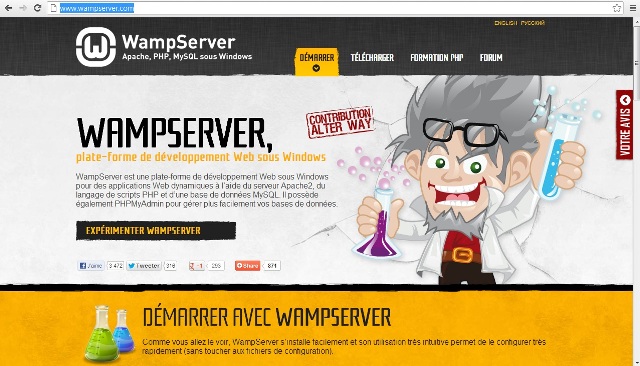 www.wampserver.com
ENGLISH РУССКИЙ
WampServer
Apache, PHP, MySQL sous Windows
DÉMARRER TÉLÉCHARGER FORMATION PHP FORUM
CONTRIBUTION
ALTER WAY
VOTRE AVIS
WAMPSERVER,
plate-forme de développement Web sous Windows
WampServer est une plate-forme de développement Web sous Windows
pour des applications Web dynamiques à l'aide du serveur Apache2, du
langage de scripts PHP et d'une base de données MySQL. Il possède
également PHPMyAdmin pour gérer plus facilement vos bases de données.
EXPÉRIMENTER WAMPSERVER
J'aime 3 472 Tweeter 316 +1 293 Share 871
DÉMARRER AVEC WAMPSERVER
Comme vous allez le voir, WampServer s'installe facilement et son utilisation très intuitive permet de le configurer très
rapidement (sans toucher aux fichiers de configuration).